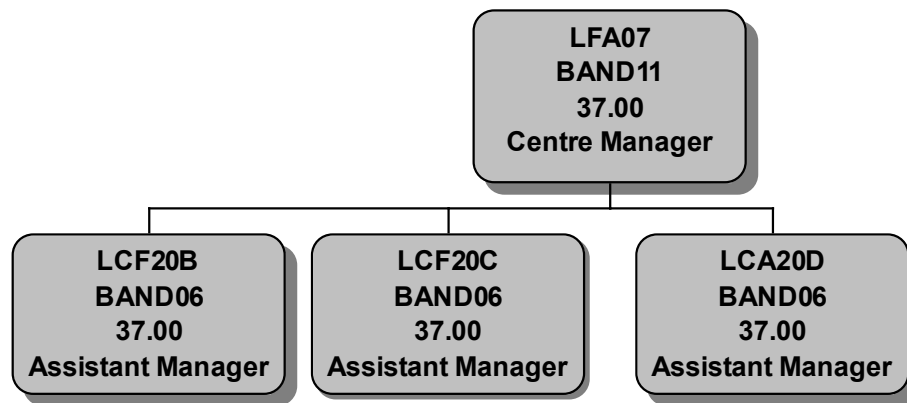 LFA07
BAND11
37.00
Centre Manager
LCF20B
BAND06
37.00
Assistant Manager
LCF20C
BAND06
37.00
Assistant Manager
LCA20D
BAND06
37.00
Assistant Manager